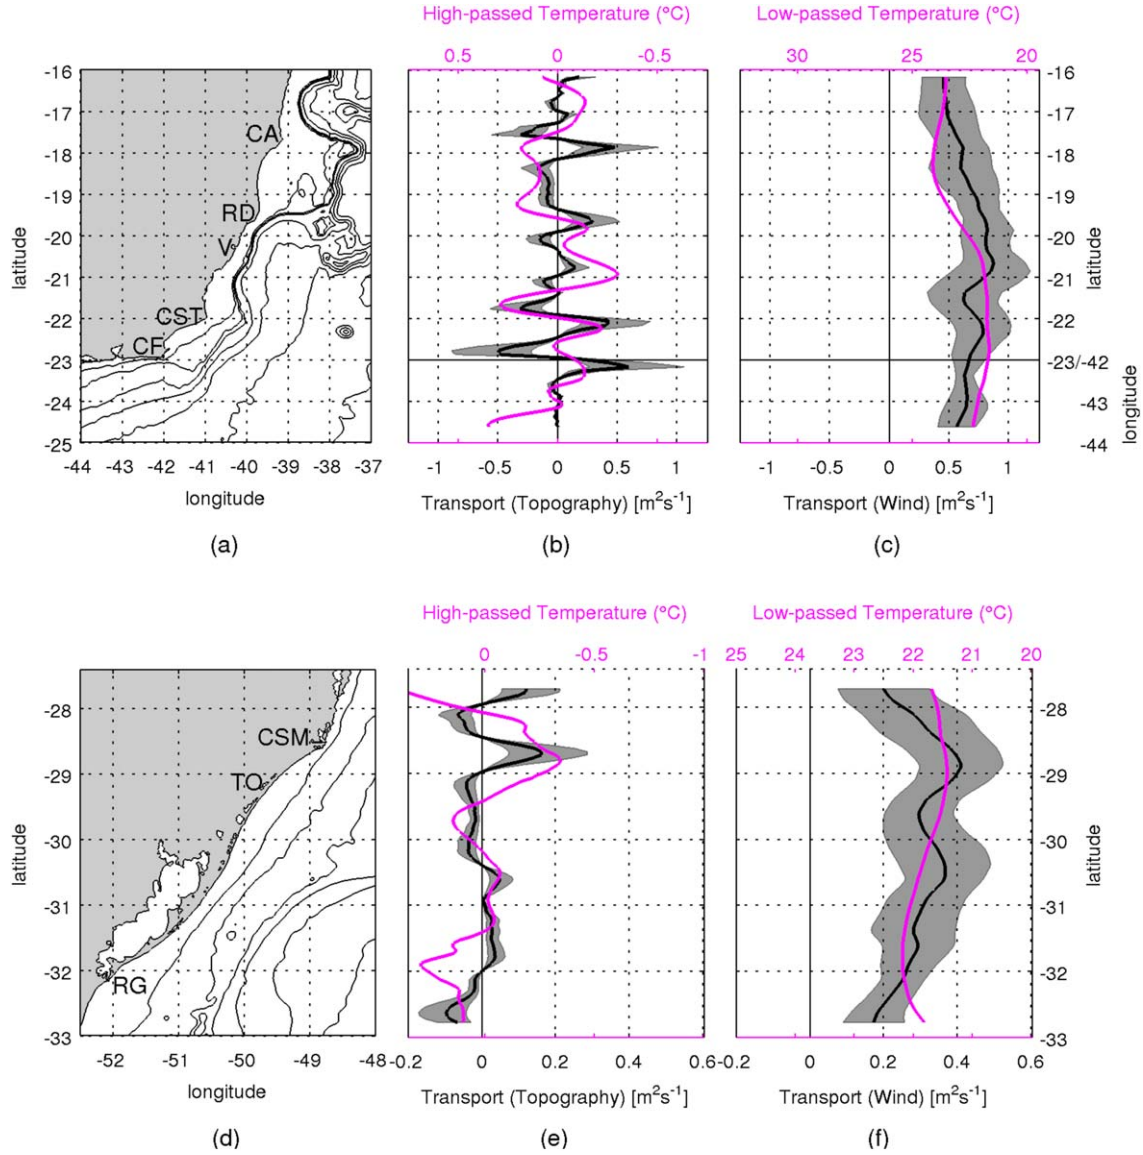 High-passed Temperature (°C)
Low-passed Temperature (°C)
0.5 0 -0.5
32 30 28 26 24 22 20
-16
-17
-18
-19
-20
-21
-22
-23
-24
-25
latitude
CA
RD
V
CST
CF
-16
-17
-18
-19
-20
-21
-22
-23/-42
-43
-44
latitude
longitude
-44 -43 -42 -41 -40 -39 -38 -37
-1 -0.5 0 0.5 1
-1 -0.5 0 0.5 1
longitude
Transport (Topography) [m²s⁻¹]
Transport (Wind) [m²s⁻¹]
(a)
(b)
(c)
High-passed Temperature (°C)
Low-passed Temperature (°C)
0 -0.5 -1
25 24 23 22 21 20
-28
-29
-30
-31
-32
-33
latitude
CSM
TO
RG
-28
-29
-30
-31
-32
-33
latitude
-52 -51 -50 -49 -48
-0.2 0 0.2 0.4 0.6
-0.2 0 0.2 0.4 0.6
longitude
Transport (Topography) [m²s⁻¹]
Transport (Wind) [m²s⁻¹]
(d)
(e)
(f)